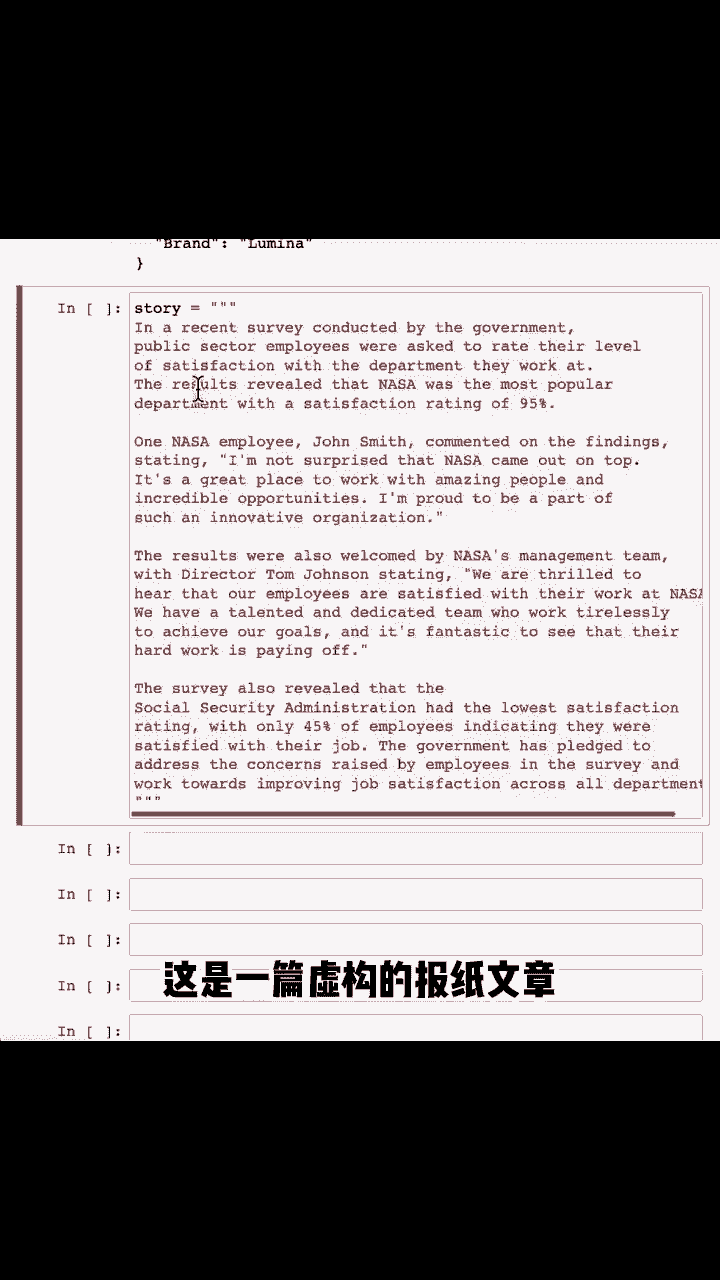 "Brand": "Lumina"
}
In [ ]: story = """
In a recent survey conducted by the government,
public sector employees were asked to rate their level
of satisfaction with the department they work at.
The results revealed that NASA was the most popular
department with a satisfaction rating of 95%.
One NASA employee, John Smith, commented on the findings,
stating, "I'm not surprised that NASA came out on top.
It's a great place to work with amazing people and
incredible opportunities. I'm proud to be a part of
such an innovative organization."
The results were also welcomed by NASA's management team,
with Director Tom Johnson stating, "We are thrilled to
hear that our employees are satisfied with their work at NASA
We have a talented and dedicated team who work tirelessly
to achieve our goals, and it's fantastic to see that their
hard work is paying off."
The survey also revealed that the
Social Security Administration had the lowest satisfaction
rating, with only 45% of employees indicating they were
satisfied with their job. The government has pledged to
address the concerns raised by employees in the survey and
work towards improving job satisfaction across all department
"""
In [ ]:
In [ ]:
In [ ]:
In [ ]:
这是一篇虚构的报纸文章
In [ ]: